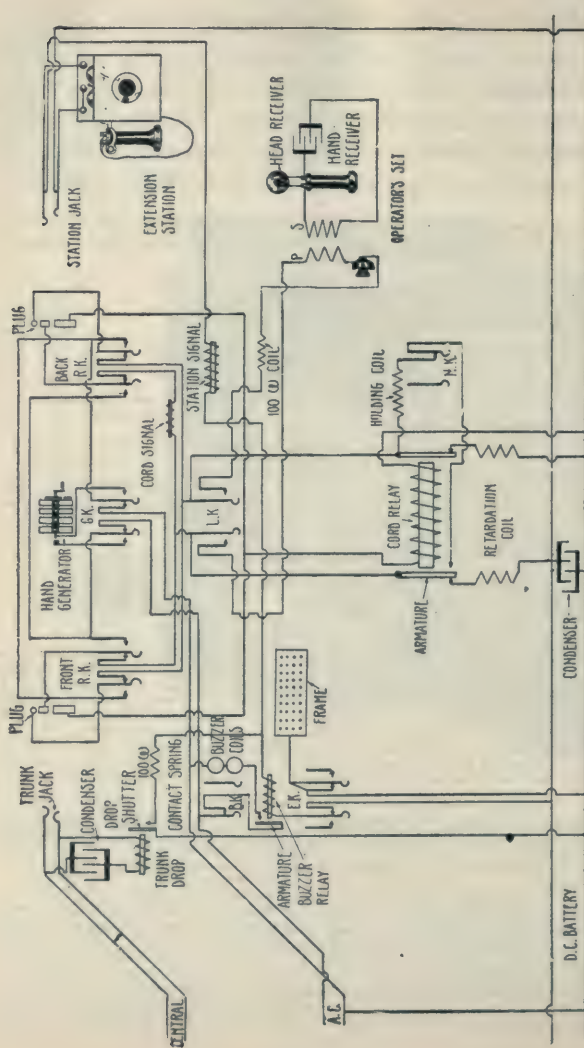 STATION JACK
EXTENSION
STATION
HEAD RECEIVER
HAND
RECEIVER
S
P
OPERATOR'S SET
PLUG
BACK
R.K.
STATION SIGNAL
100 ω COIL
CORD SIGNAL
HAND
GENERATOR
G.K.
L.K
HOLDING COIL
N.K.
CORD RELAY
RETARDATION
COIL
ARMATURE
CONDENSER
PLUG
FRONT
R.K.
TRUNK
JACK
CONDENSER
DROP
SHUTTER
100 ω
TRUNK
DROP
CONTACT SPRING
BUZZER
COILS
B.K.
FRAME
F.K.
ARMATURE
BUZZER
RELAY
CENTRAL
A.C.
D.C. BATTERY